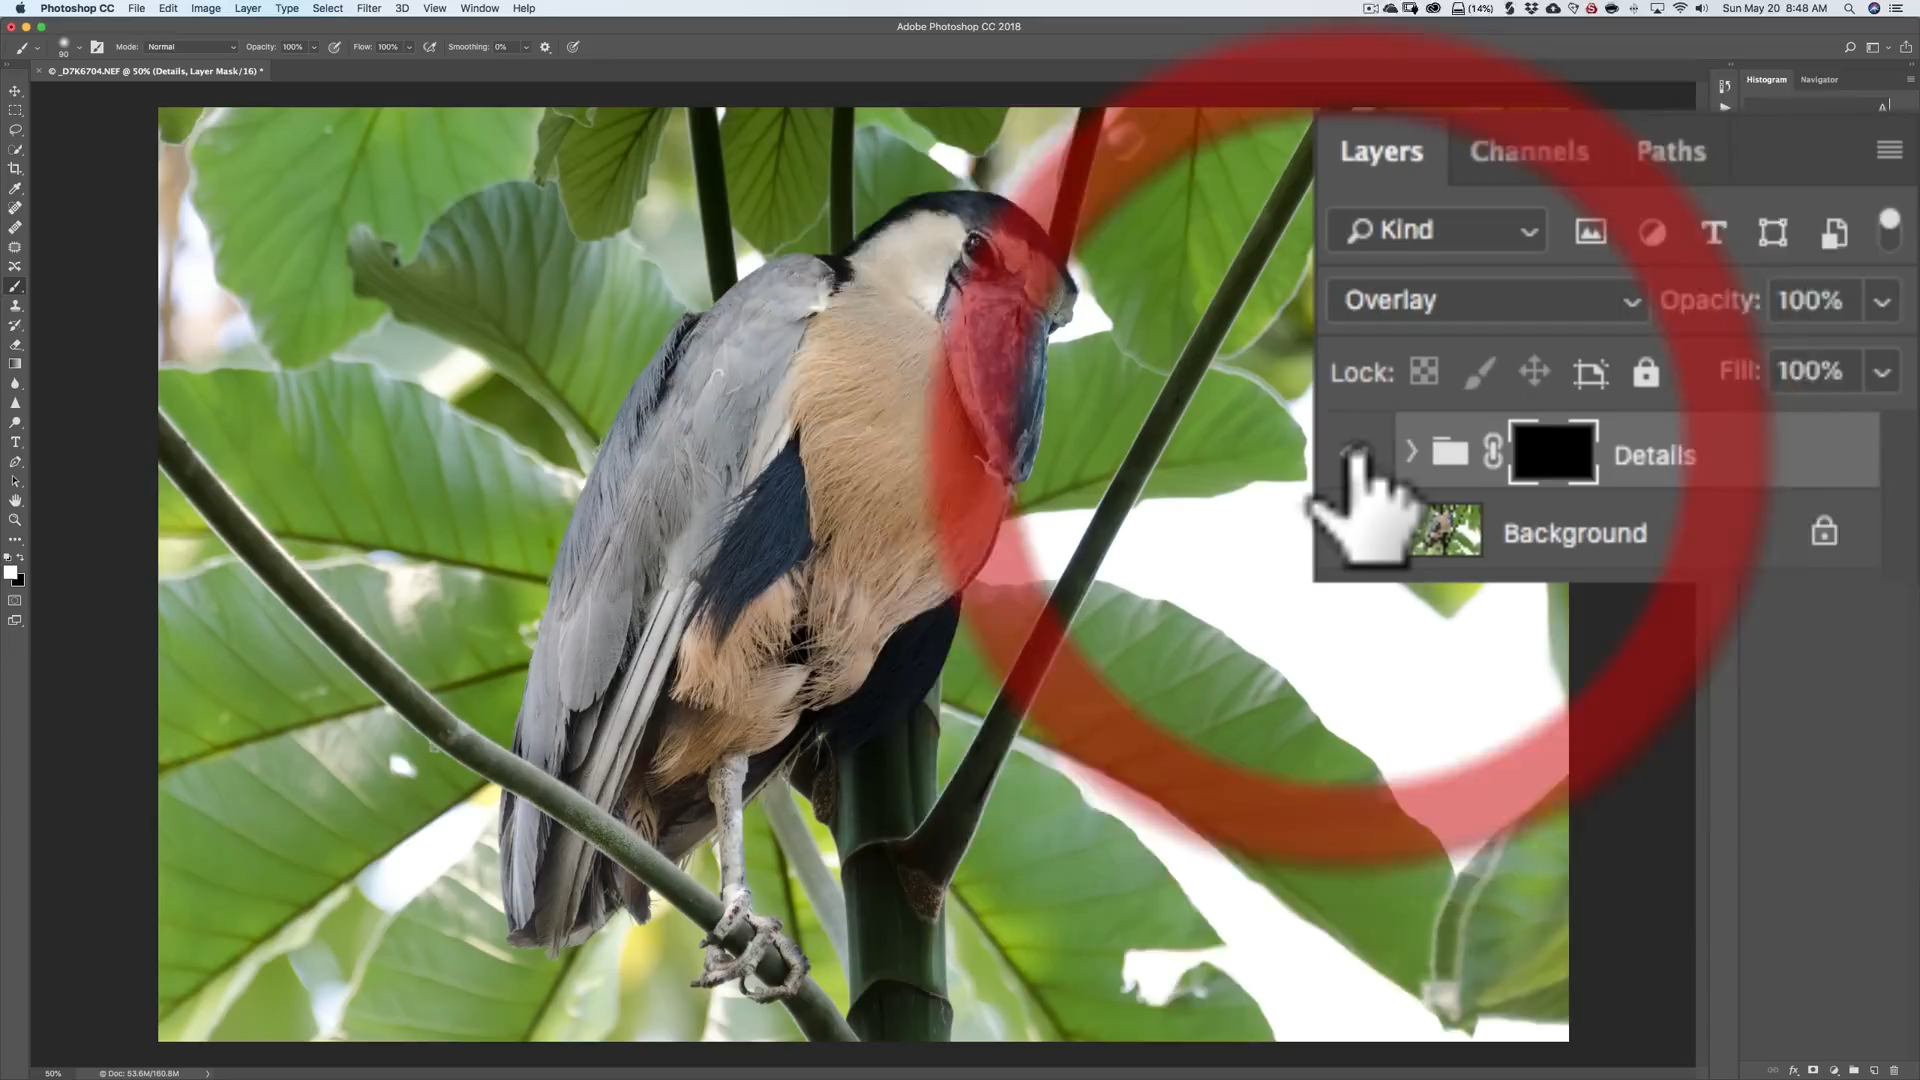 Photoshop CC File Edit Image Layer Type Select Filter 3D View Window Help (14%) Sun May 20 8:48 AM
Adobe Photoshop CC 2018
90 Mode: Normal Opacity: 100% Flow: 100% Smoothing: 0%
× © _D7K6704.NEF @ 50% (Details, Layer Mask/16) *
Histogram Navigator
Layers Channels Paths
Kind
Overlay Opacity: 100%
Lock: Fill: 100%
Details
Background
50% Doc: 53.6M/160.8M